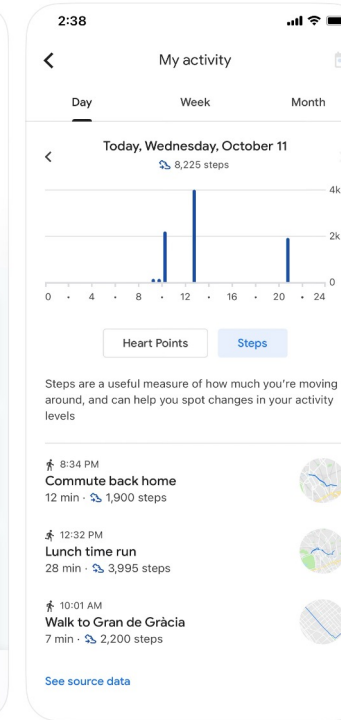 2:38
My activity
Day Week Month
Today, Wednesday, October 11
8,225 steps
4k
2k
0
0 · 4 · 8 · 12 · 16 · 20 · 24
Heart Points Steps
Steps are a useful measure of how much you're moving
around, and can help you spot changes in your activity
levels
8:34 PM
Commute back home
12 min · 1,900 steps
12:32 PM
Lunch time run
28 min · 3,995 steps
10:01 AM
Walk to Gran de Gràcia
7 min · 2,200 steps
See source data